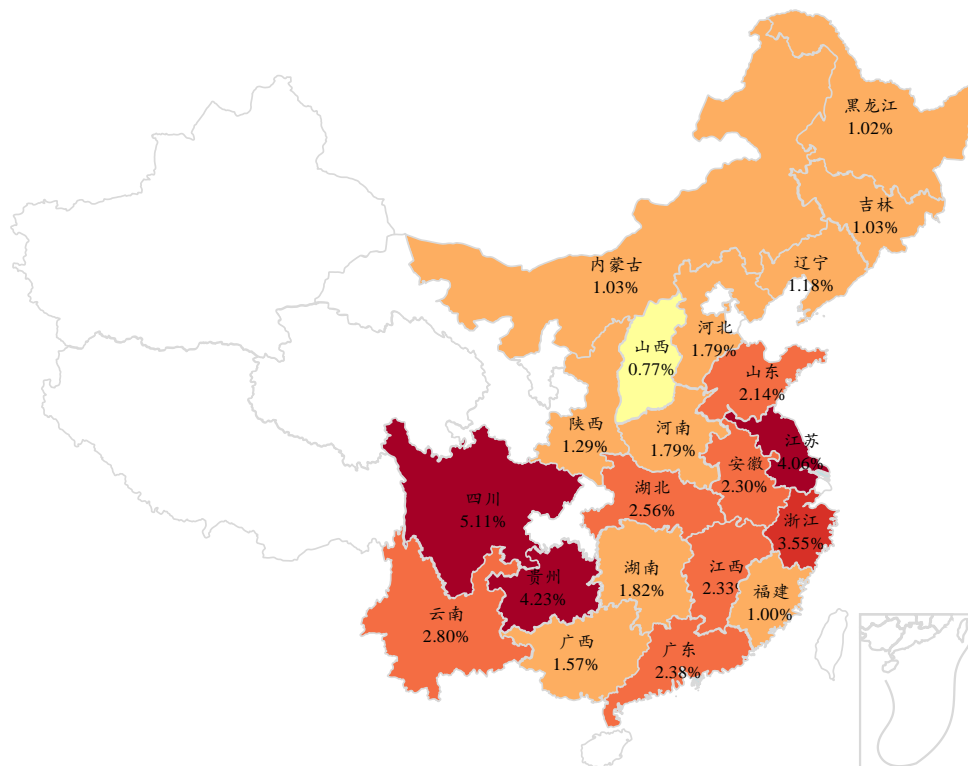 黑龙江
1.02%
吉林
1.03%
辽宁
1.18%
内蒙古
1.03%
河北
1.79%
山西
0.77%
山东
2.14%
陕西
1.29%
河南
1.79%
江苏
4.06%
安徽
2.30%
湖北
2.56%
四川
5.11%
浙江
3.55%
江西
2.33%
湖南
1.82%
贵州
4.23%
福建
1.00%
云南
2.80%
广西
1.57%
广东
2.38%